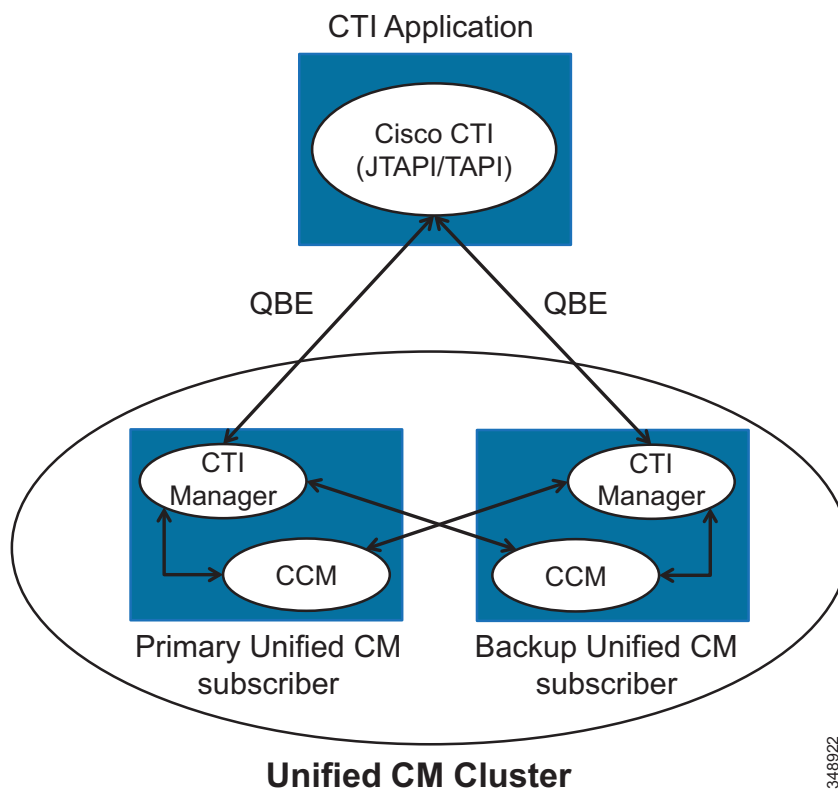 CTI Application
Cisco CTI
(JTAPI/TAPI)
QBE
QBE
CTI
Manager
CTI
Manager
CCM
CCM
Primary Unified CM
subscriber
Backup Unified CM
subscriber
Unified CM Cluster
348922